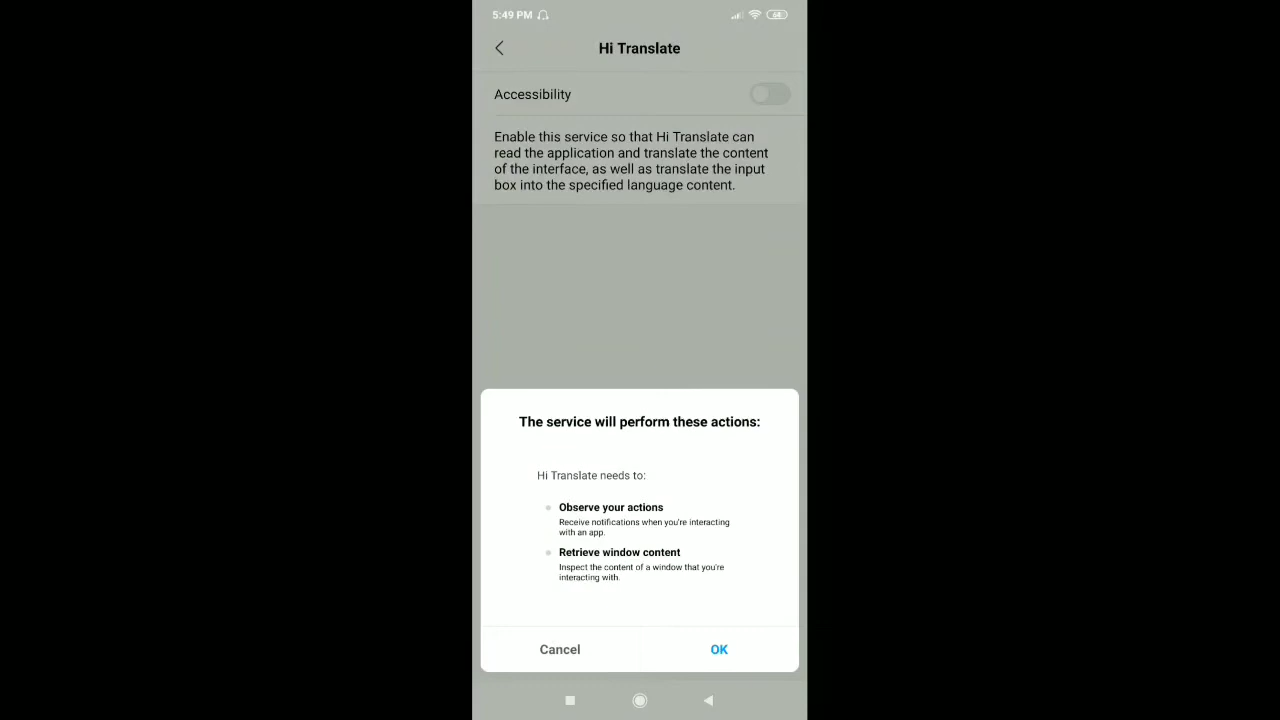 5:49 PM
68
Hi Translate
Accessibility
Enable this service so that Hi Translate can
read the application and translate the content
of the interface, as well as translate the input
box into the specified language content.
The service will perform these actions:
Hi Translate needs to:
Observe your actions
Receive notifications when you're interacting
with an app.
Retrieve window content
Inspect the content of a window that you're
interacting with.
Cancel
OK